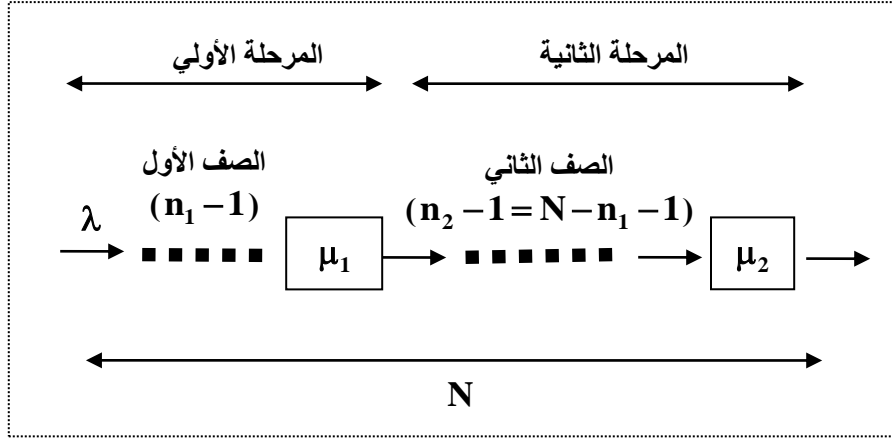 المرحلة الأولي المرحلة الثانية
الصف الأول الصف الثاني
(n₁ −1) (n₂ −1 = N − n₁ −1)
λ μ₁ μ₂
N